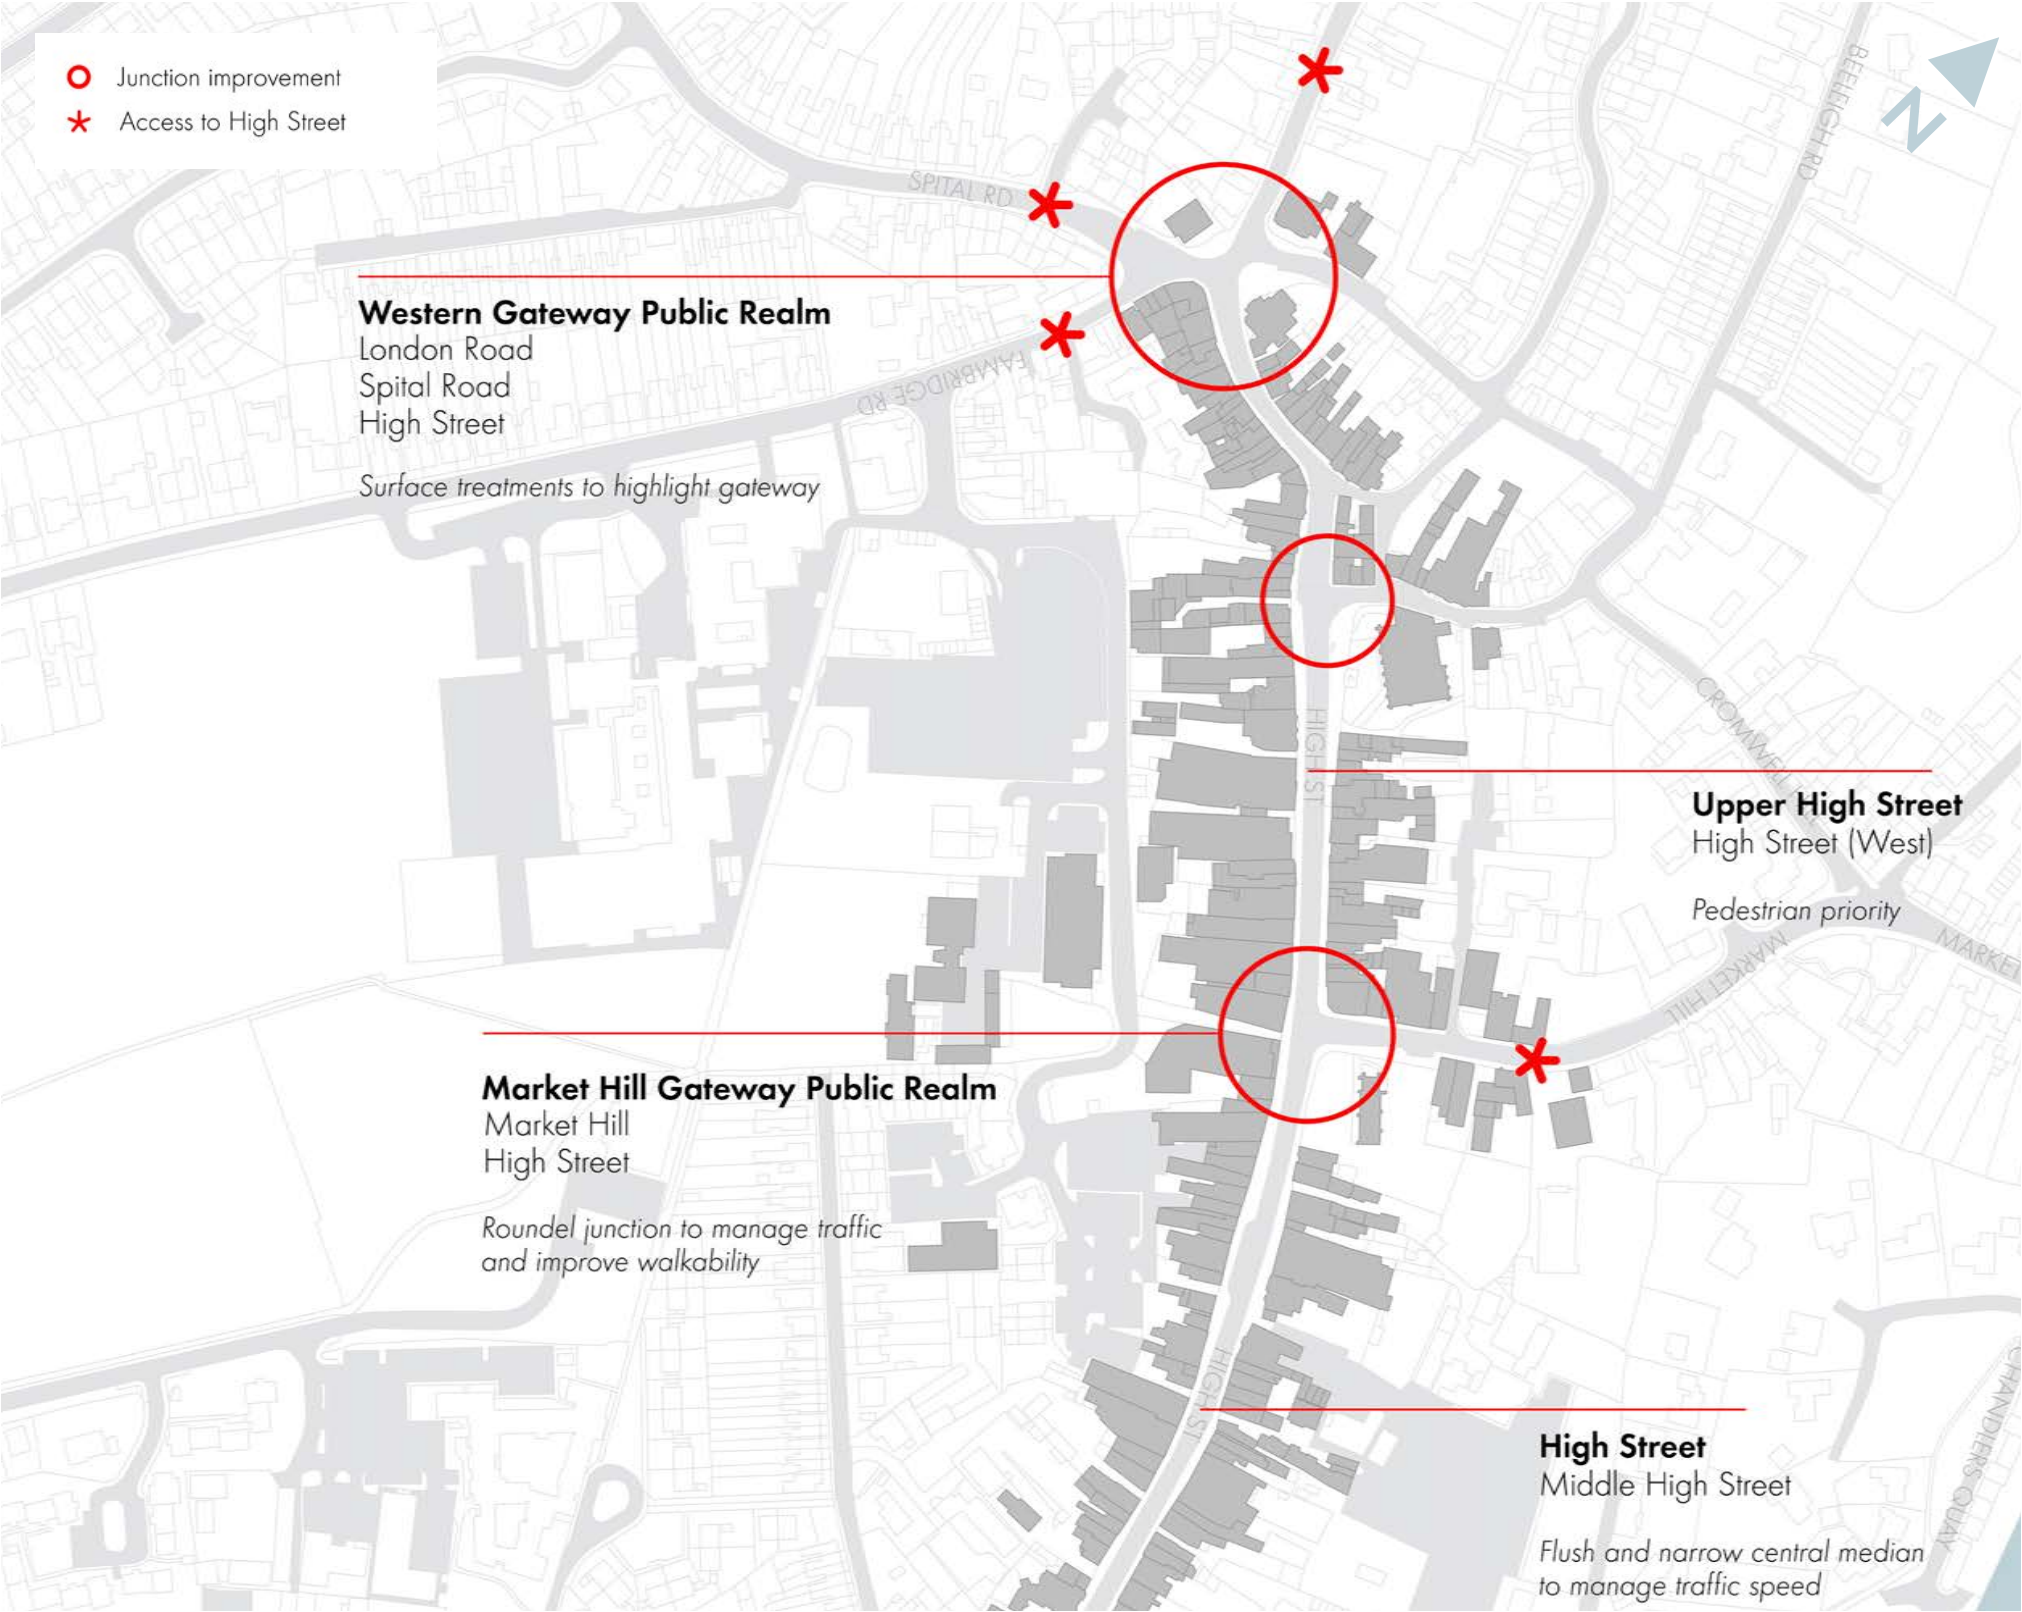 Junction improvement
Access to High Street
N
BEELEIGH RD
SPITAL RD
FAMBRIDGE RD
Western Gateway Public Realm
London Road
Spital Road
High Street
Surface treatments to highlight gateway
HIGH ST
CROMWELL
Upper High Street
High Street (West)
Pedestrian priority
MARKET HILL
MARKET
Market Hill Gateway Public Realm
Market Hill
High Street
Roundel junction to manage traffic
and improve walkability
HIGH ST
CHANDLERS QUAY
High Street
Middle High Street
Flush and narrow central median
to manage traffic speed